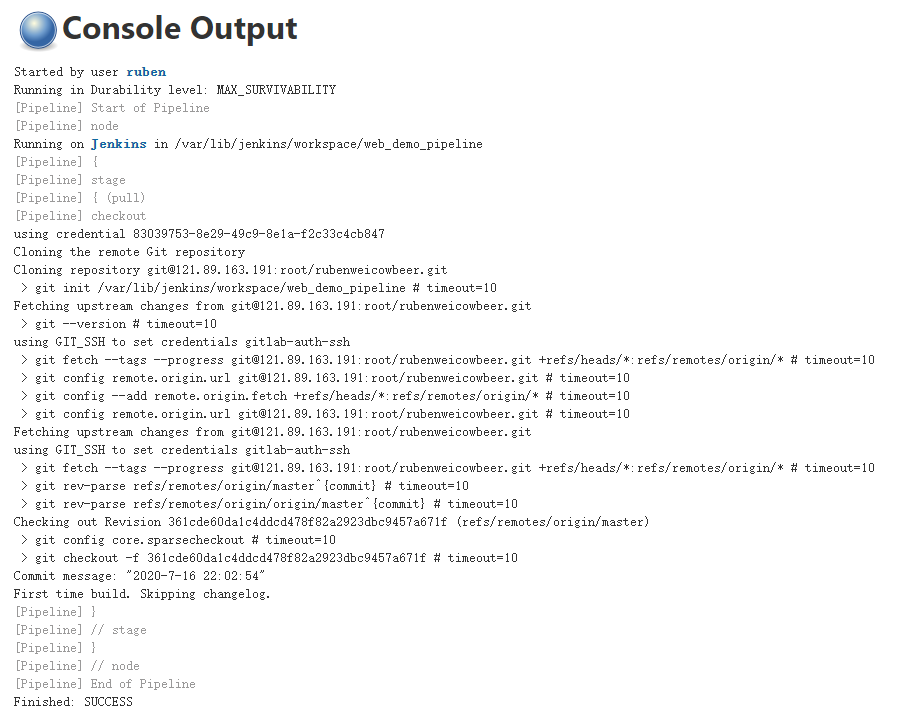 Console Output
Started by user ruben
Running in Durability level: MAX_SURVIVABILITY
[Pipeline] Start of Pipeline
[Pipeline] node
Running on Jenkins in /var/lib/jenkins/workspace/web_demo_pipeline
[Pipeline] {
[Pipeline] stage
[Pipeline] { (pull)
[Pipeline] checkout
using credential 83039753-8e29-49c9-8e1a-f2c33c4cb847
Cloning the remote Git repository
Cloning repository git@121.89.163.191:root/rubenweicowbeer.git
 > git init /var/lib/jenkins/workspace/web_demo_pipeline # timeout=10
Fetching upstream changes from git@121.89.163.191:root/rubenweicowbeer.git
 > git --version # timeout=10
using GIT_SSH to set credentials gitlab-auth-ssh
 > git fetch --tags --progress git@121.89.163.191:root/rubenweicowbeer.git +refs/heads/*:refs/remotes/origin/* # timeout=10
 > git config remote.origin.url git@121.89.163.191:root/rubenweicowbeer.git # timeout=10
 > git config --add remote.origin.fetch +refs/heads/*:refs/remotes/origin/* # timeout=10
 > git config remote.origin.url git@121.89.163.191:root/rubenweicowbeer.git # timeout=10
Fetching upstream changes from git@121.89.163.191:root/rubenweicowbeer.git
using GIT_SSH to set credentials gitlab-auth-ssh
 > git fetch --tags --progress git@121.89.163.191:root/rubenweicowbeer.git +refs/heads/*:refs/remotes/origin/* # timeout=10
 > git rev-parse refs/remotes/origin/master^{commit} # timeout=10
 > git rev-parse refs/remotes/origin/origin/master^{commit} # timeout=10
Checking out Revision 361cde60da1c4ddcd478f82a2923dbc9457a671f (refs/remotes/origin/master)
 > git config core.sparsecheckout # timeout=10
 > git checkout -f 361cde60da1c4ddcd478f82a2923dbc9457a671f # timeout=10
Commit message: "2020-7-16 22:02:54"
First time build. Skipping changelog.
[Pipeline] }
[Pipeline] // stage
[Pipeline] }
[Pipeline] // node
[Pipeline] End of Pipeline
Finished: SUCCESS